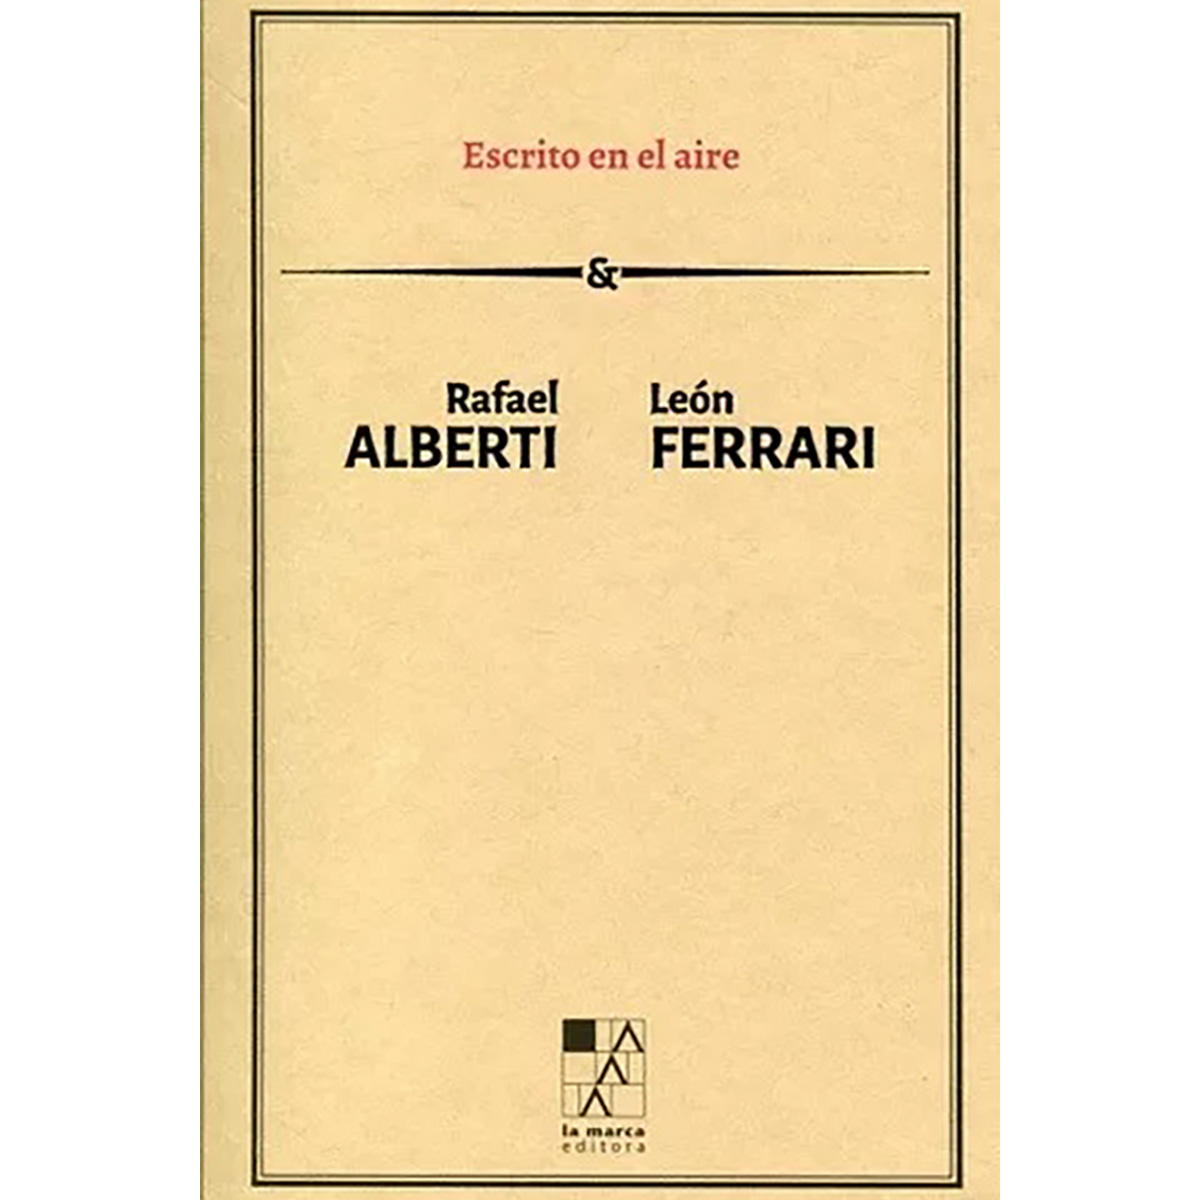 Escrito en el aire
&
Rafael León
ALBERTI FERRARI
la marca
editora